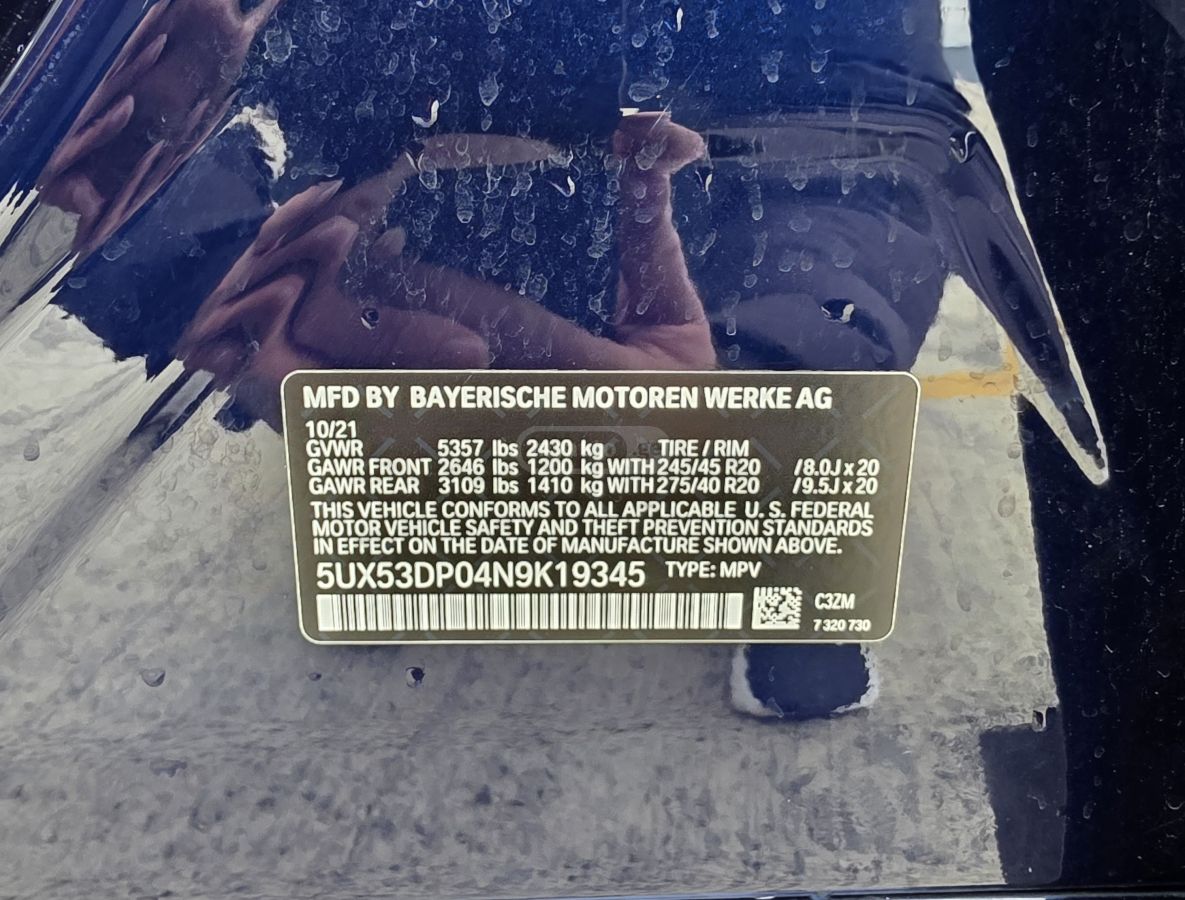 MFD BY BAYERISCHE MOTOREN WERKE AG
10/21
GVWR 5357 lbs 2430 kg TIRE / RIM
GAWR FRONT 2646 lbs 1200 kg WITH 245/45 R20 /8.0J x 20
GAWR REAR 3109 lbs 1410 kg WITH 275/40 R20 /9.5J x 20
THIS VEHICLE CONFORMS TO ALL APPLICABLE U. S. FEDERAL
MOTOR VEHICLE SAFETY AND THEFT PREVENTION STANDARDS
IN EFFECT ON THE DATE OF MANUFACTURE SHOWN ABOVE.
5UX53DP04N9K19345 TYPE: MPV
C3ZM
7 320 730